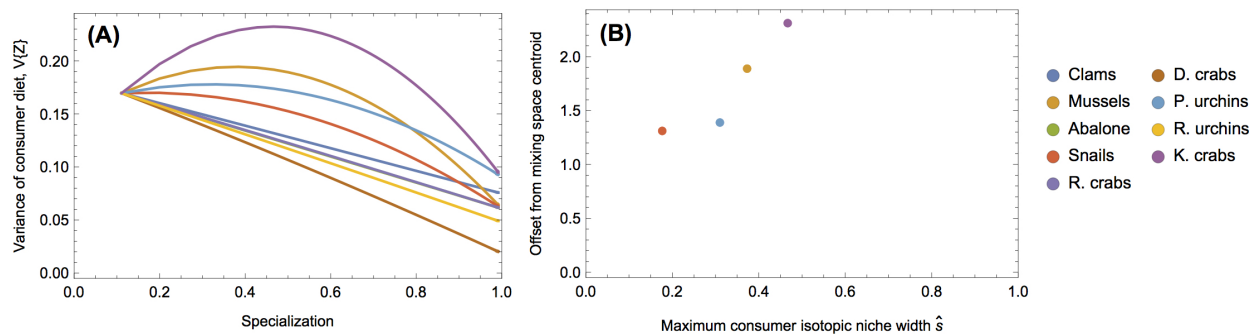 (A)
Variance of consumer diet, V{Z}
0.20
0.15
0.10
0.05
0.00
0.0 0.2 0.4 0.6 0.8 1.0
Specialization
(B)
Offset from mixing space centroid
2.0
1.5
1.0
0.5
0.0
0.0 0.2 0.4 0.6 0.8 1.0
Maximum consumer isotopic niche width ŝ
Clams
Mussels
Abalone
Snails
R. crabs
D. crabs
P. urchins
R. urchins
K. crabs